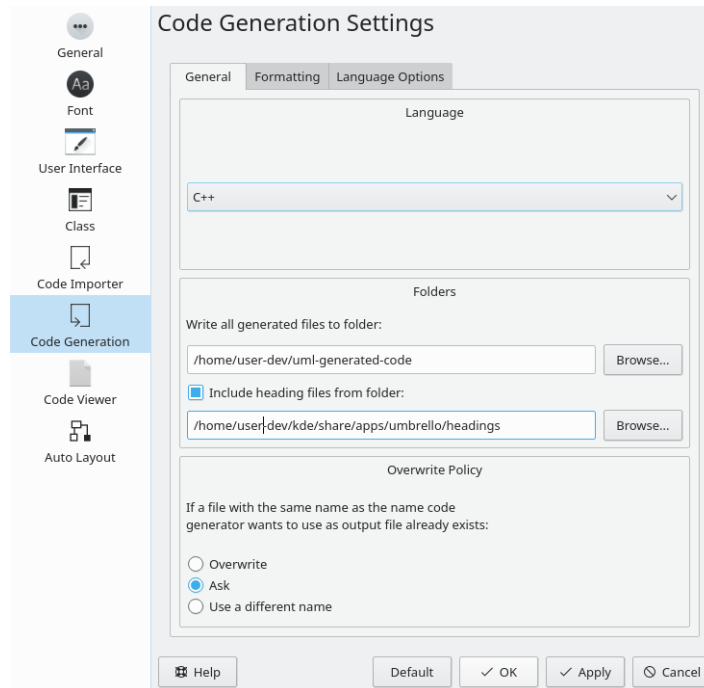 Code Generation Settings
General
Font
User Interface
Class
Code Importer
Code Generation
Code Viewer
Auto Layout
General Formatting Language Options
Language
C++
Folders
Write all generated files to folder:
/home/user-dev/uml-generated-code Browse...
Include heading files from folder:
/home/user-dev/kde/share/apps/umbrello/headings Browse...
Overwrite Policy
If a file with the same name as the name code
generator wants to use as output file already exists:
Overwrite
Ask
Use a different name
Help Default OK Apply Cancel